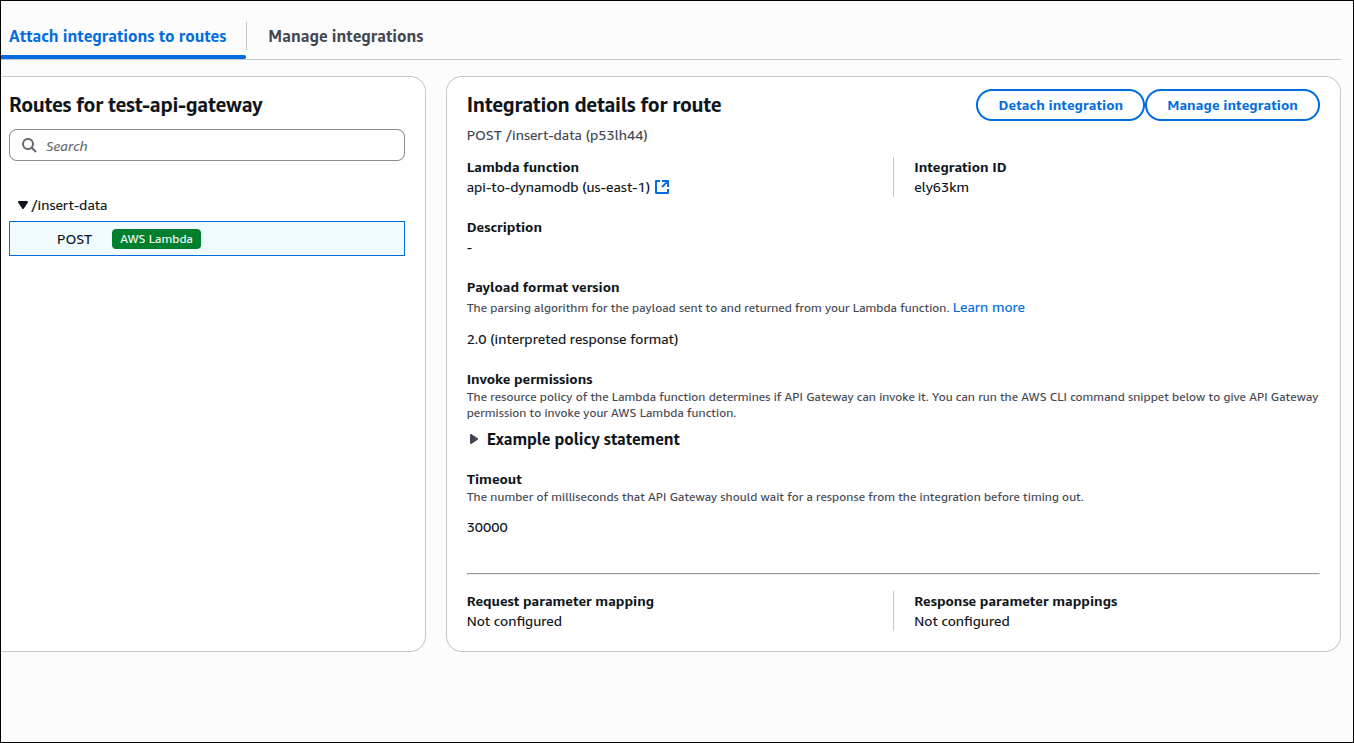 Attach integrations to routes
Manage integrations
Routes for test-api-gateway
Search
/insert-data
POST AWS Lambda
Integration details for route
Detach integration
Manage integration
POST /insert-data (p53lh44)
Lambda function
api-to-dynamodb (us-east-1)
Integration ID
ely63km
Description
-
Payload format version
The parsing algorithm for the payload sent to and returned from your Lambda function. Learn more
2.0 (interpreted response format)
Invoke permissions
The resource policy of the Lambda function determines if API Gateway can invoke it. You can run the AWS CLI command snippet below to give API Gateway
permission to invoke your AWS Lambda function.
Example policy statement
Timeout
The number of milliseconds that API Gateway should wait for a response from the integration before timing out.
30000
Request parameter mapping
Not configured
Response parameter mappings
Not configured